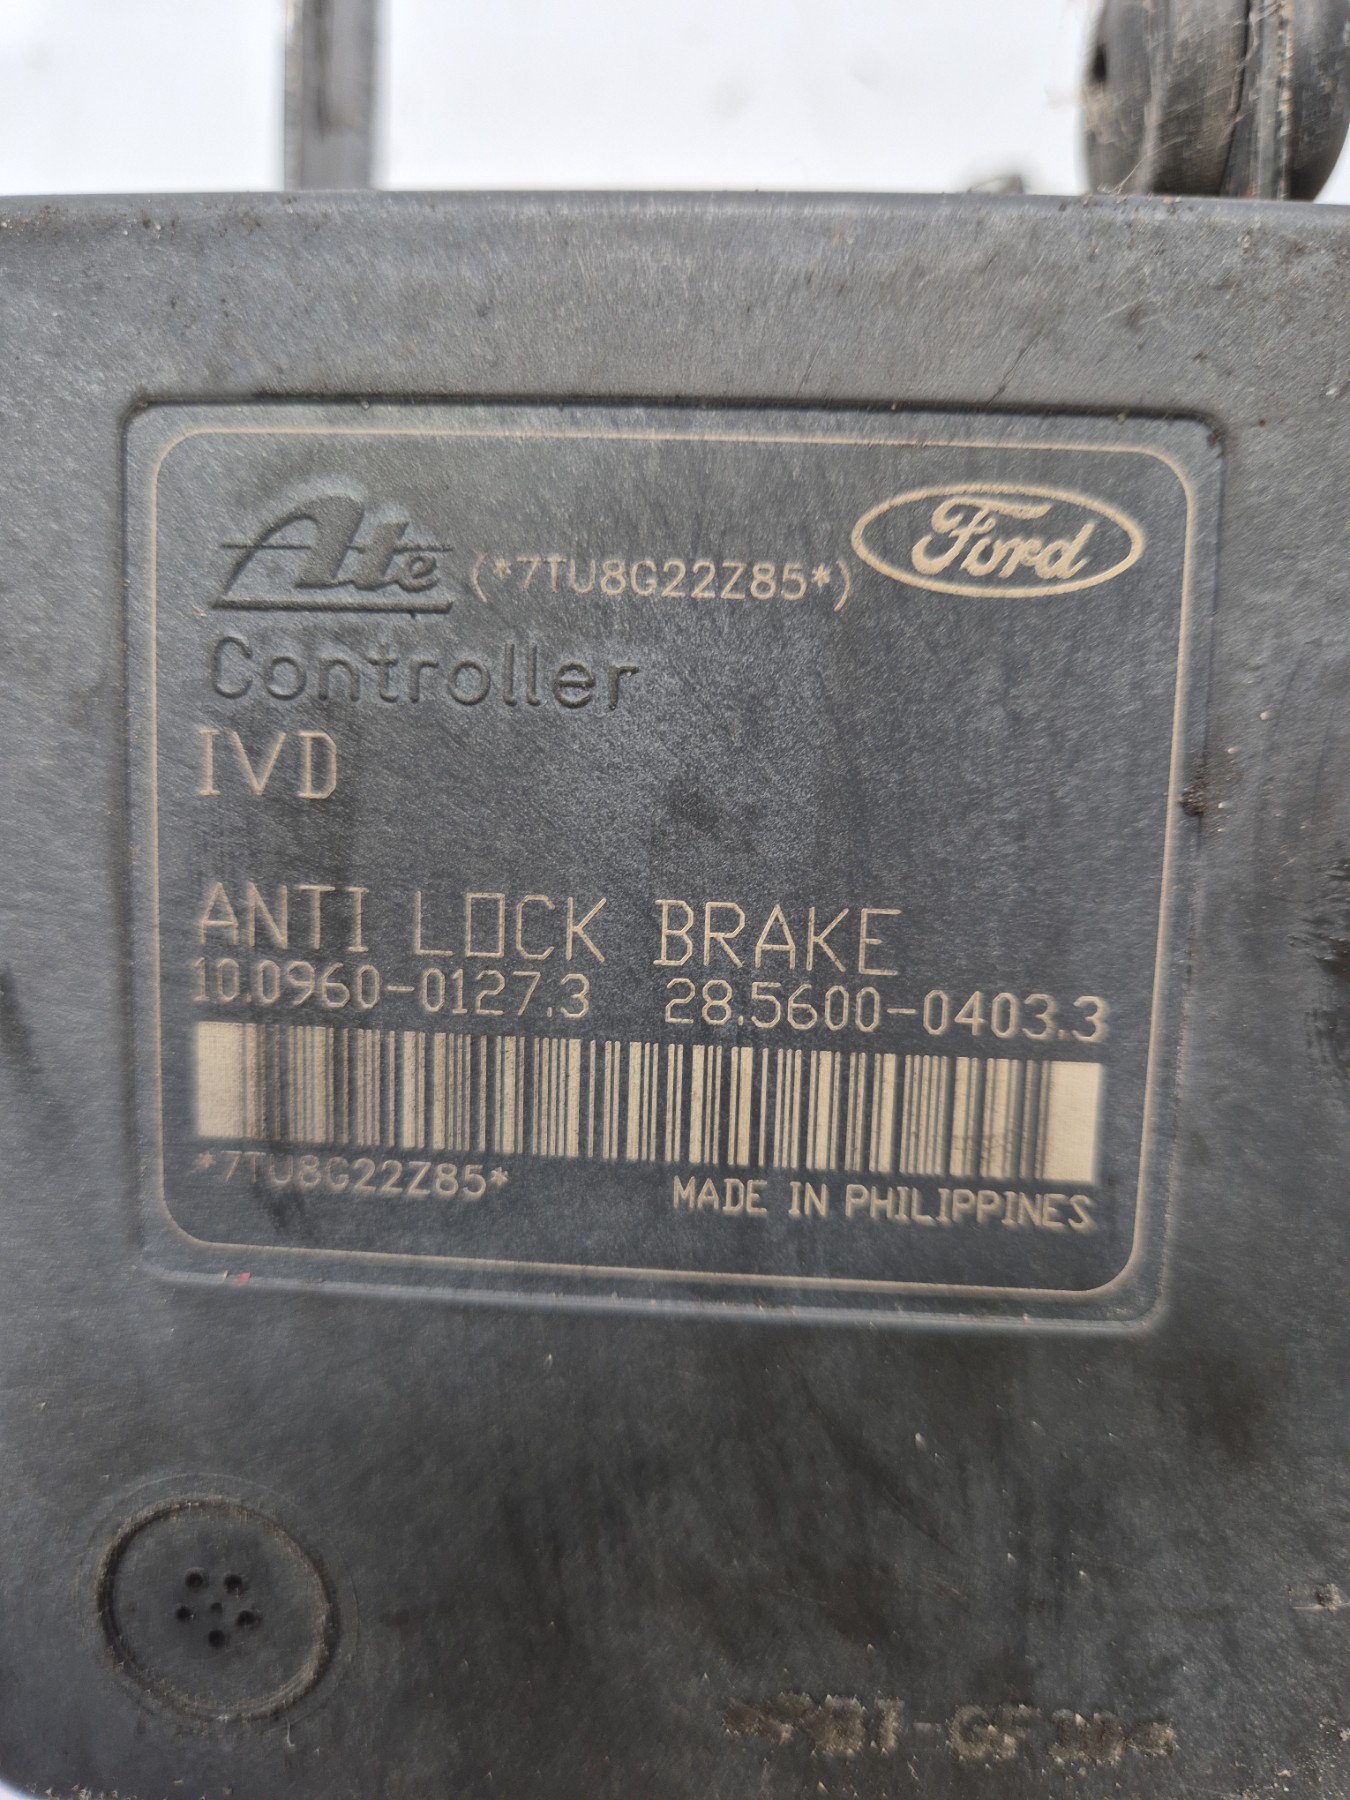 Ate (*7TU8G22Z85*) Ford
Controller
IVD
ANTI LOCK BRAKE
10.0960-0127.3 28.5600-0403.3
*7TU8G22Z85* MADE IN PHILIPPINES